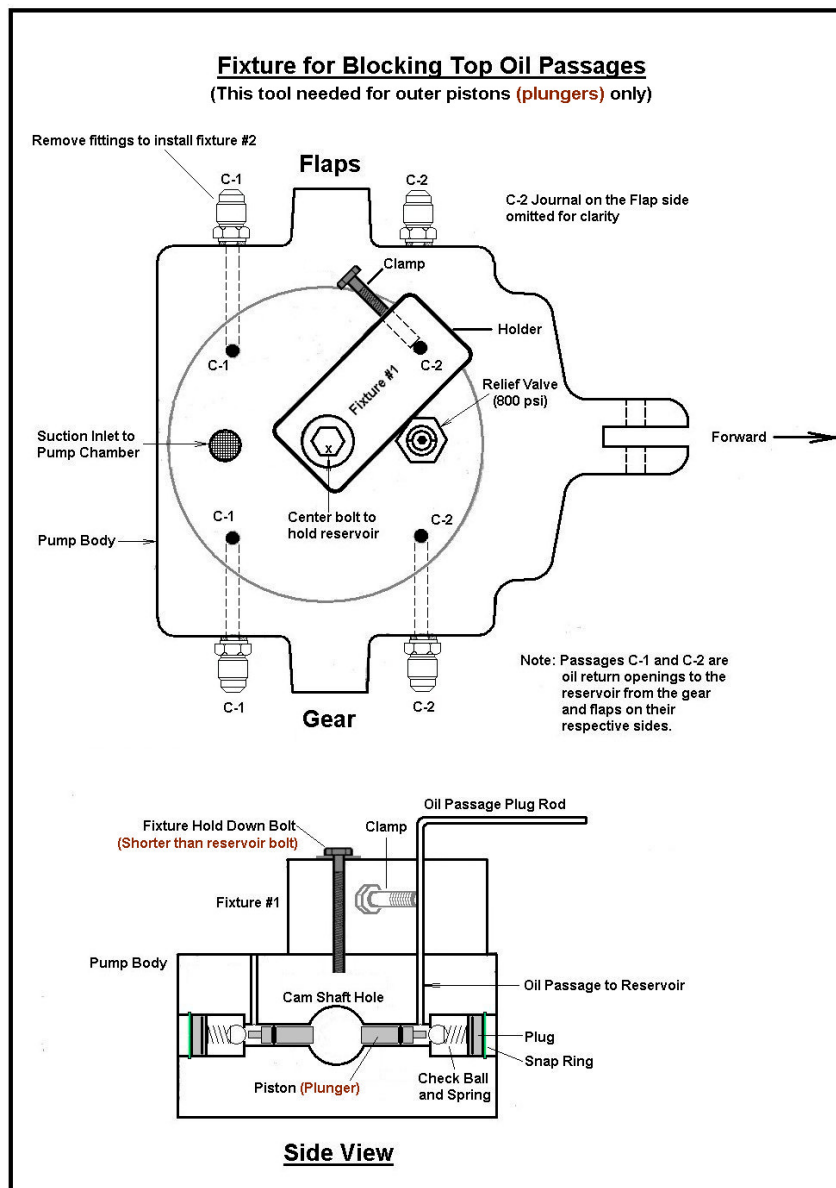 Fixture for Blocking Top Oil Passages
(This tool needed for outer pistons (plungers) only)
Remove fittings to install fixture #2
Flaps
C-1
C-2
C-2 Journal on the Flap side
omitted for clarity
Clamp
Holder
C-1
C-2
Fixture #1
Relief Valve
(800 psi)
Suction Inlet to
Pump Chamber
Forward
x
C-1
C-2
Center bolt to
hold reservoir
Pump Body
Note: Passages C-1 and C-2 are
oil return openings to the
reservoir from the gear
and flaps on their
respective sides.
C-1
C-2
Gear
Oil Passage Plug Rod
Fixture Hold Down Bolt
(Shorter than reservoir bolt)
Clamp
Fixture #1
Pump Body
Oil Passage to Reservoir
Cam Shaft Hole
Plug
Snap Ring
Check Ball
and Spring
Piston (Plunger)
Side View